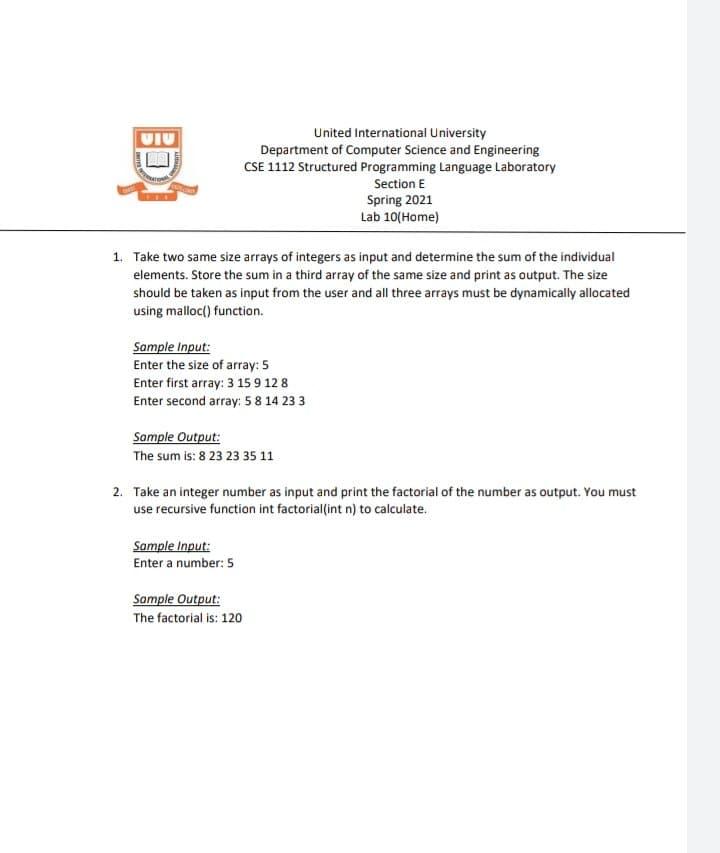 UIU
United International University
Department of Computer Science and Engineering
CSE 1112 Structured Programming Language Laboratory
Section E
Spring 2021
Lab 10(Home)
1. Take two same size arrays of integers as input and determine the sum of the individual
elements. Store the sum in a third array of the same size and print as output. The size
should be taken as input from the user and all three arrays must be dynamically allocated
using malloc() function.
Sample Input:
Enter the size of array: 5
Enter first array: 3 15 9 12 8
Enter second array: 5 8 14 23 3
Sample Output:
The sum is: 8 23 23 35 11
2. Take an integer number as input and print the factorial of the number as output. You must
use recursive function int factorial(int n) to calculate.
Sample Input:
Enter a number: 5
Sample Output:
The factorial is: 120